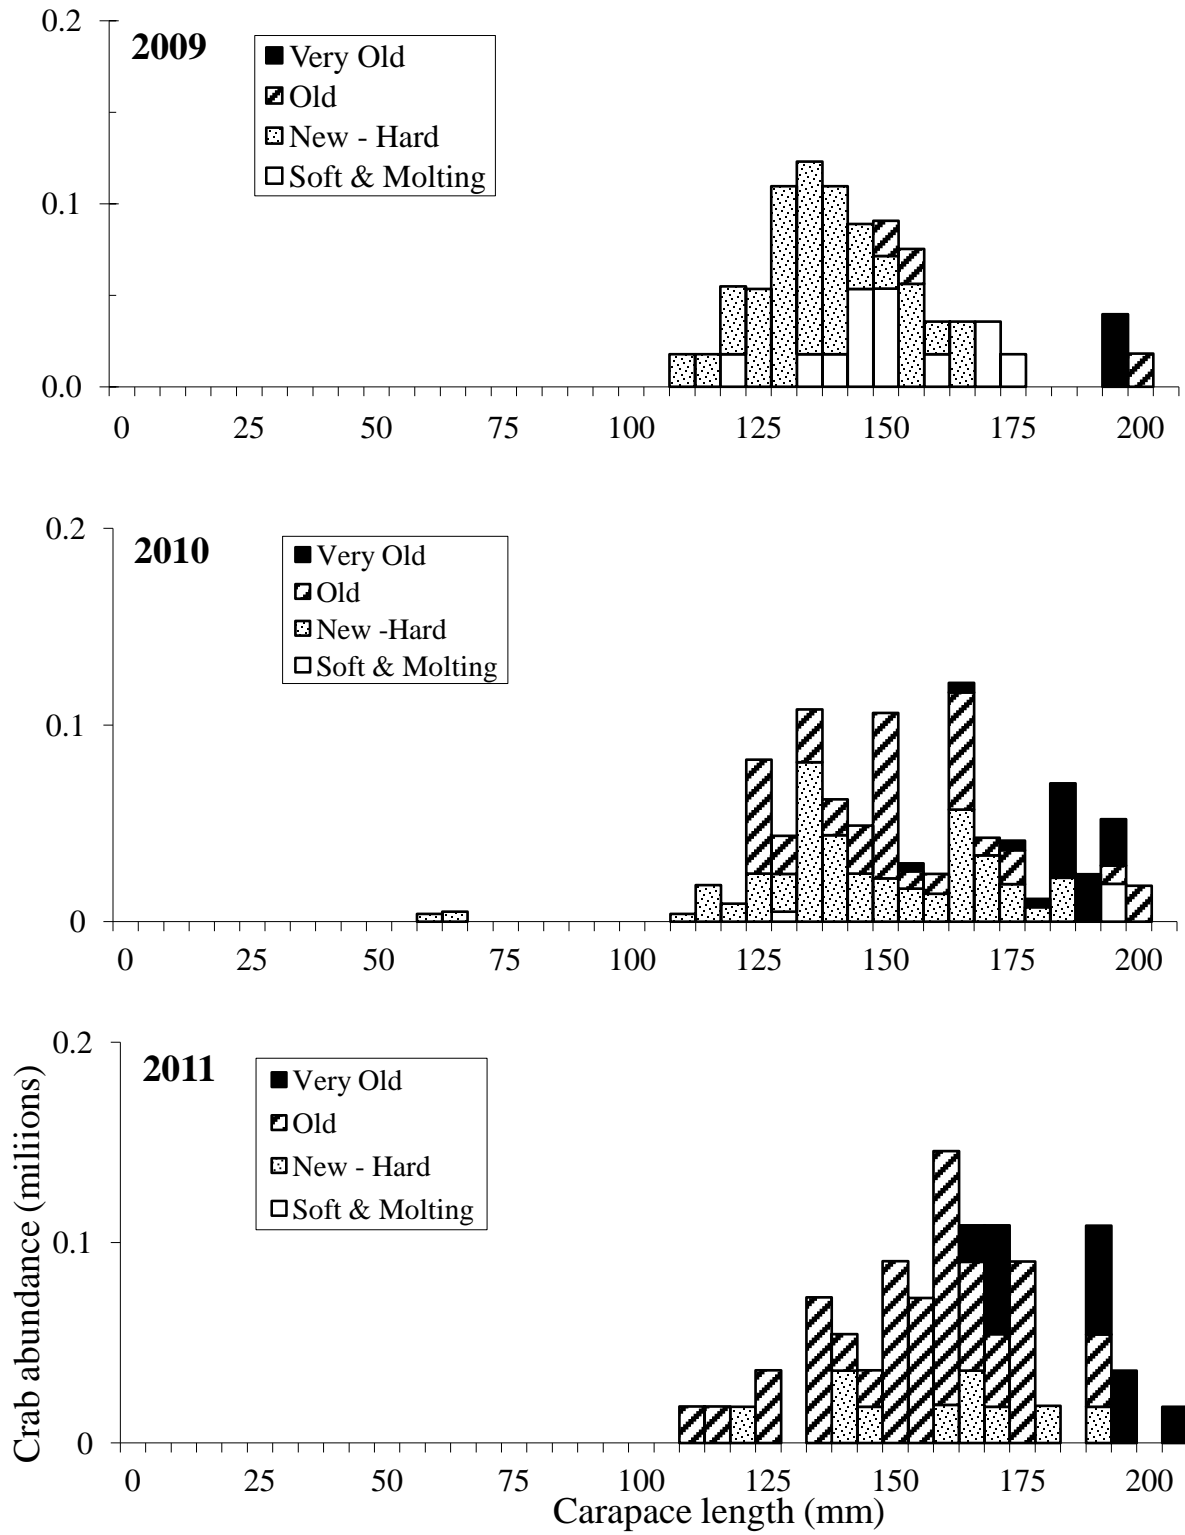 0.2
2009
Very Old
Old
New - Hard
Soft & Molting
0.1
0.0
0 25 50 75 100 125 150 175 200
0.2
2010
Very Old
Old
New -Hard
Soft & Molting
0.1
0
0 25 50 75 100 125 150 175 200
0.2
2011
Very Old
Old
New - Hard
Soft & Molting
0.1
0
Crab abundance (miliions)
0 25 50 75 100 125 150 175 200
Carapace length (mm)